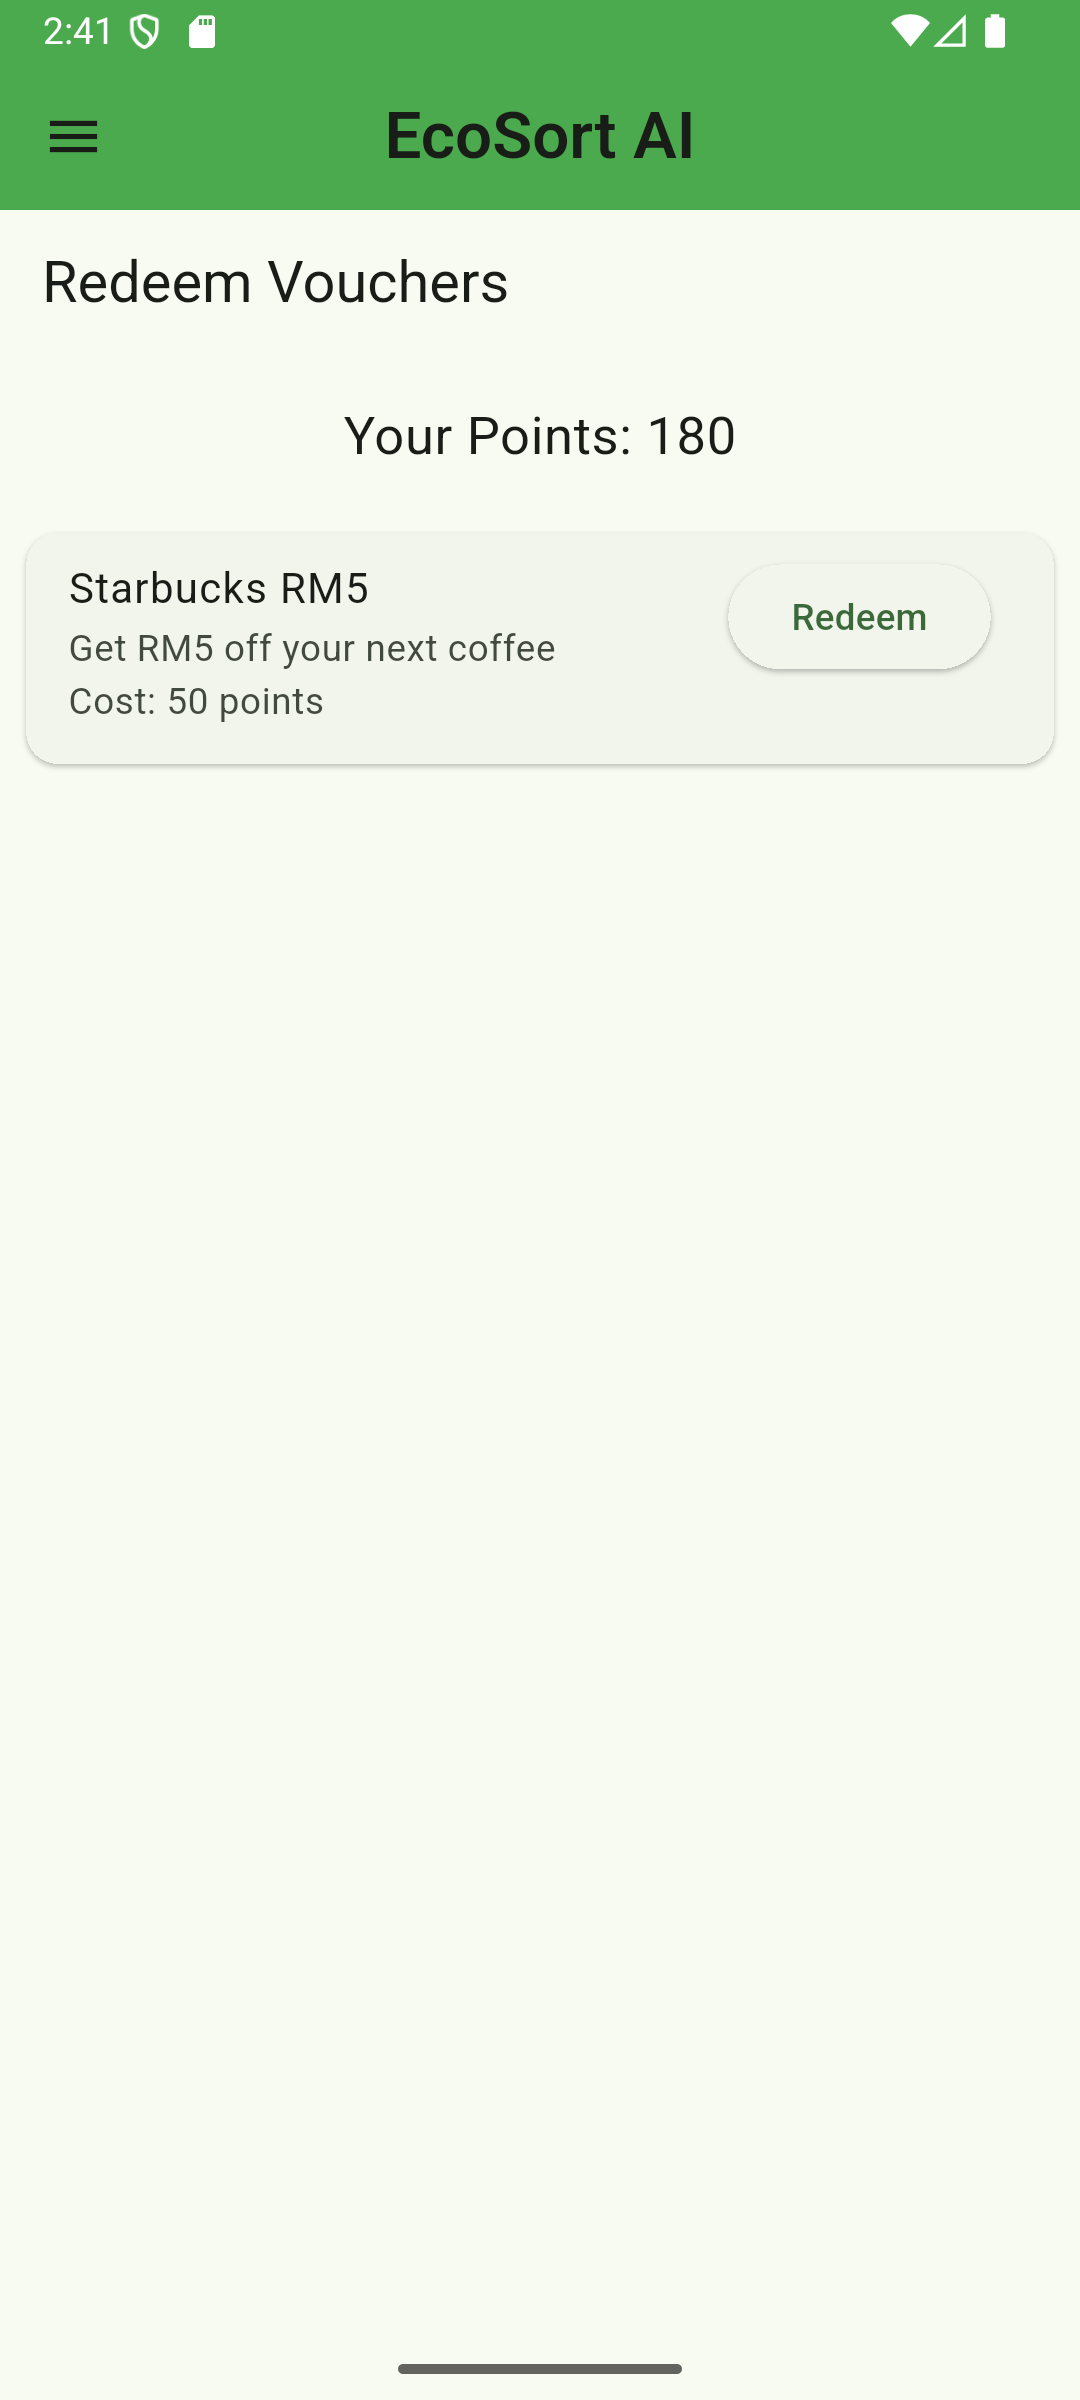 2:41
EcoSort AI
Redeem Vouchers
Your Points: 180
Starbucks RM5
Get RM5 off your next coffee
Cost: 50 points
Redeem